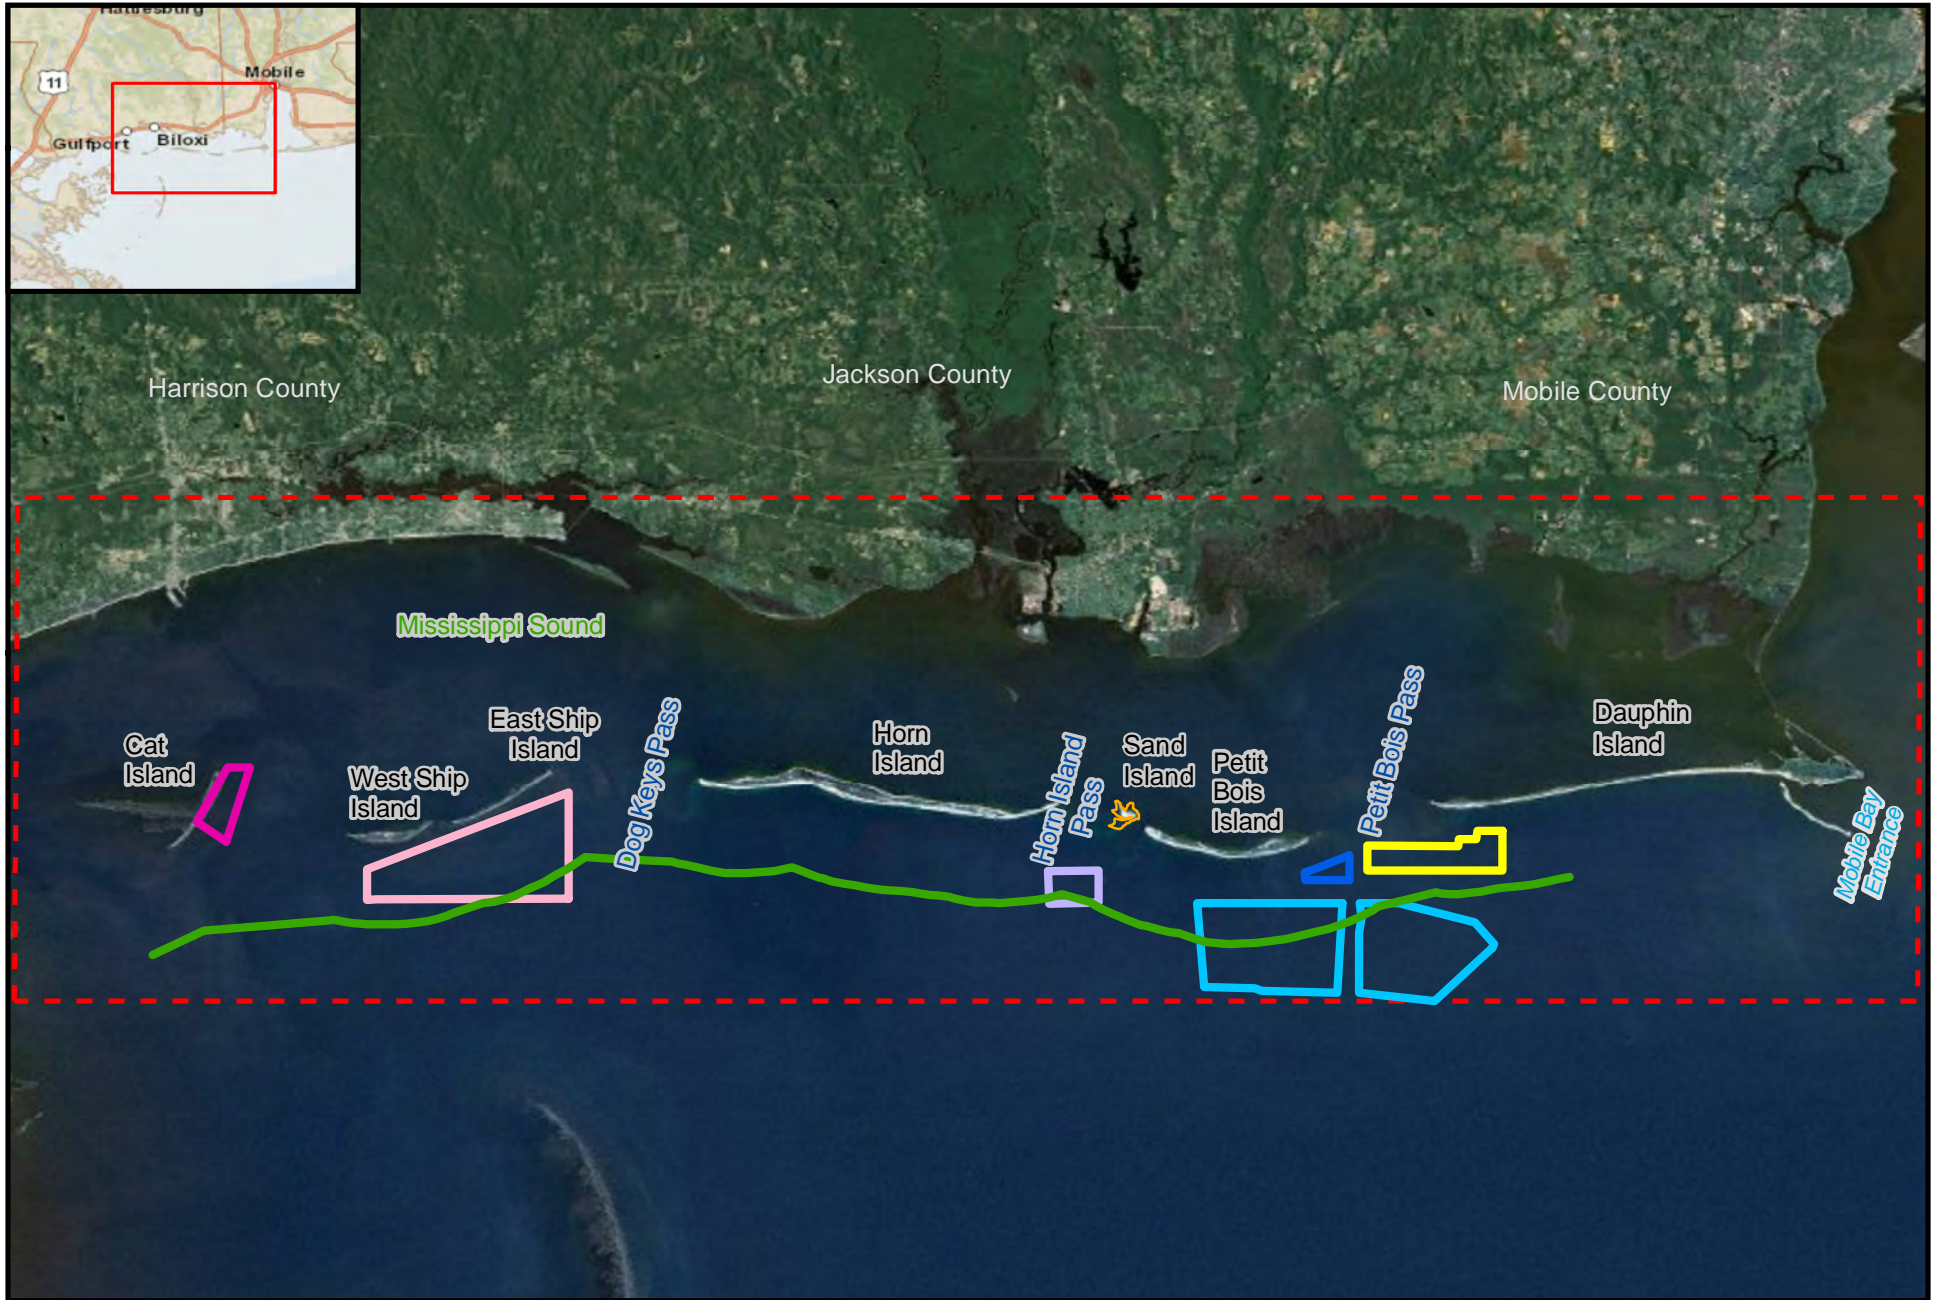 Hattiesburg
11
Mobile
Gulfport
Biloxi
Harrison County
Jackson County
Mobile County
Mississippi Sound
Cat
Island
West Ship
Island
East Ship
Island
Dog Keys Pass
Horn
Island
Horn Island
Pass
Sand
Island
Petit
Bois
Island
Petit Bois Pass
Dauphin
Island
Mobile Bay
Entrance